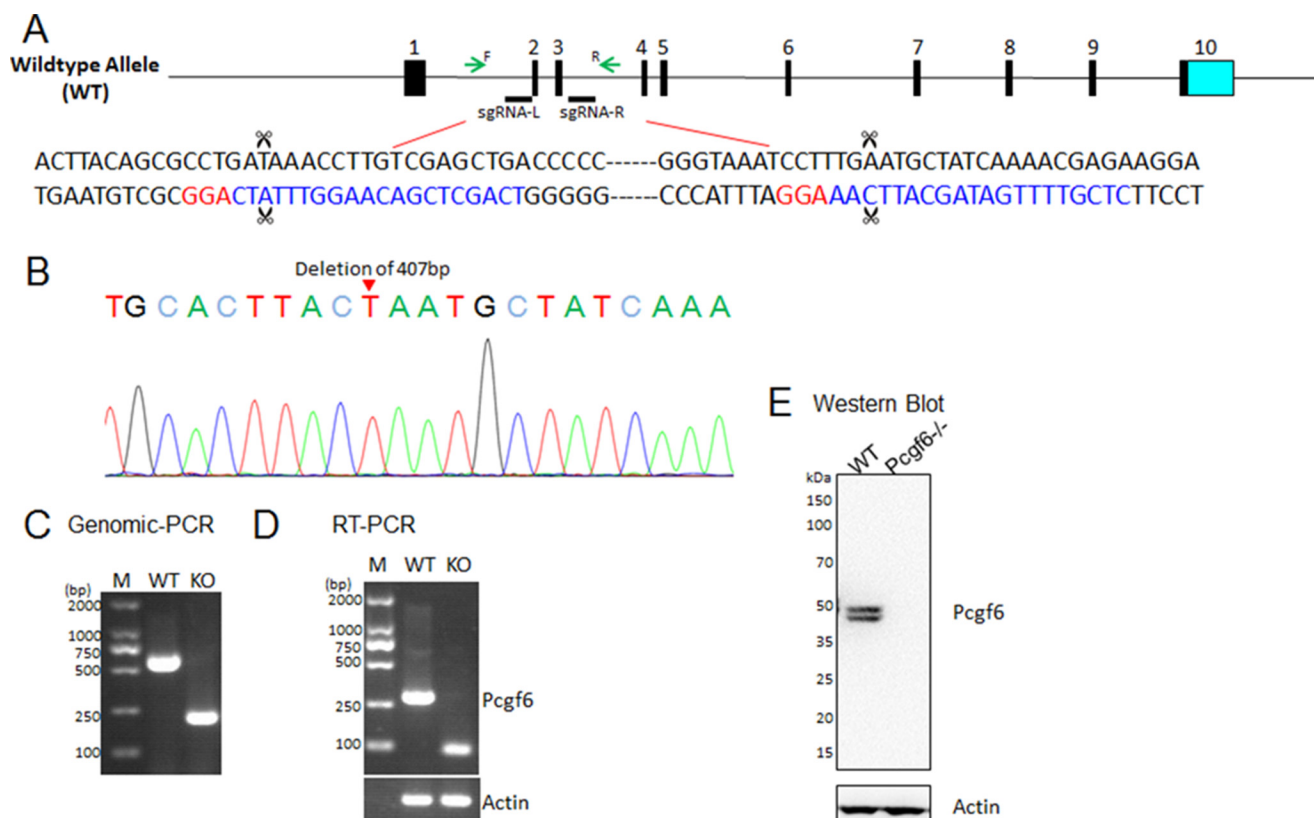 A
1 2 3 4 5 6 7 8 9 10
Wildtype Allele
(WT)
F R
sgRNA-L sgRNA-R
ACTTACAGCGCCTGATAAACCTTGTCGAGCTGACCCCC------GGGTAAATCCTTTGAATGCTATCAAAACGAGAAGGA
TGAATGTCGCGGACTATTTGGAACAGCTCGACTGGGGG------CCCATTTAGGAAACTTACGATAGTTTTGCTCTTCCT
B
Deletion of 407bp
TGCACTTACTAATGCTATCAAA
C Genomic-PCR
M WT KO
(bp)
2000
1000
750
500
250
100
D RT-PCR
M WT KO
(bp)
2000
1000
750
500
250
100
Pcgf6
Actin
E Western Blot
WT Pcgf6-/-
kDa
150
100
70
50
35
25
20
15
Pcgf6
Actin